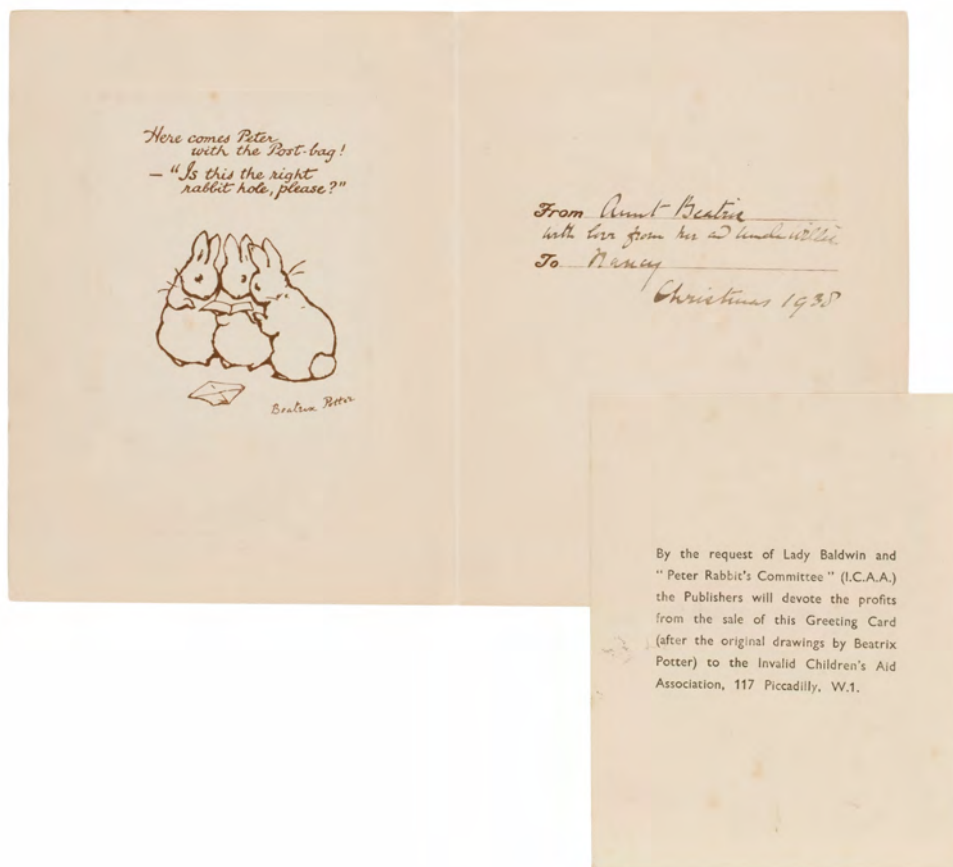 Here comes Peter
with the Post-bag!
— "Is this the right
rabbit hole, please?"
Beatrix Potter
From Aunt Beatrix
with love from her and Uncle Willie
To Nancy
Christmas 1938
By the request of Lady Baldwin and
"Peter Rabbit's Committee" (I.C.A.A.)
the Publishers will devote the profits
from the sale of this Greeting Card
(after the original drawings by Beatrix
Potter) to the Invalid Children's Aid
Association, 117 Piccadilly, W.1.